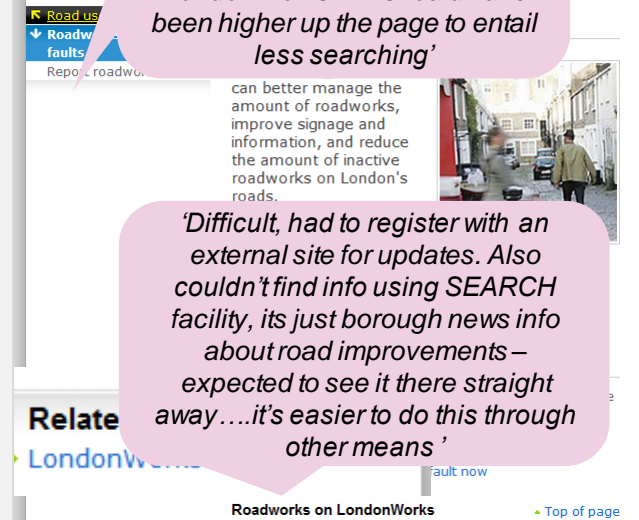 Road us
Roadw
faults
Report roadwo
been higher up the page to entail
less searching’
can better manage the
amount of roadworks,
improve signage and
information, and reduce
the amount of inactive
roadworks on London's
roads.
‘Difficult, had to register with an
external site for updates. Also
couldn’t find info using SEARCH
facility, its just borough news info
about road improvements –
expected to see it there straight
away….it’s easier to do this through
other means ’
Relate
LondonW
fault now
Roadworks on LondonWorks
Top of page